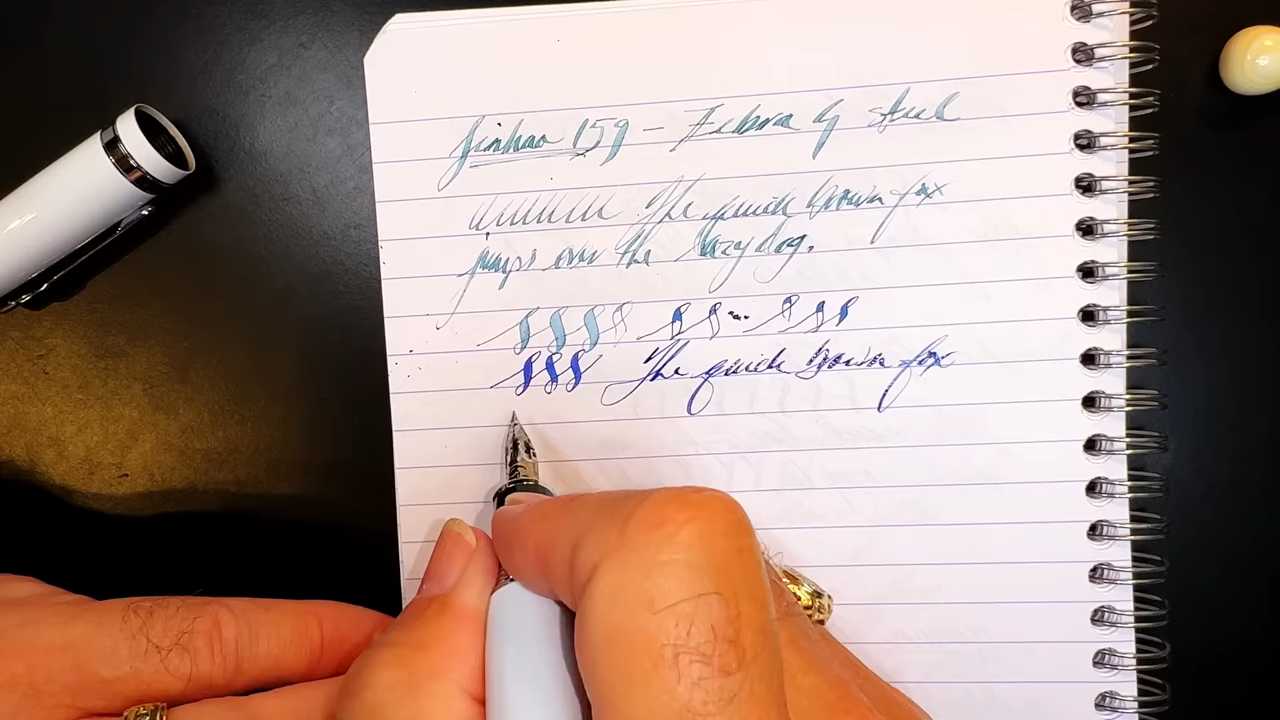 Jinhao 159 - Zebra G steel
The quick brown fox
jumps over the lazy dog.
The quick brown fox